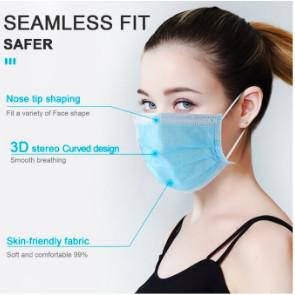 SEAMLESS FIT
SAFER
Nose tip shaping
Fit a variety of Face shape
3D stereo Curved design
Smooth breathing
Skin-friendly fabric
Soft and comfortable 99%